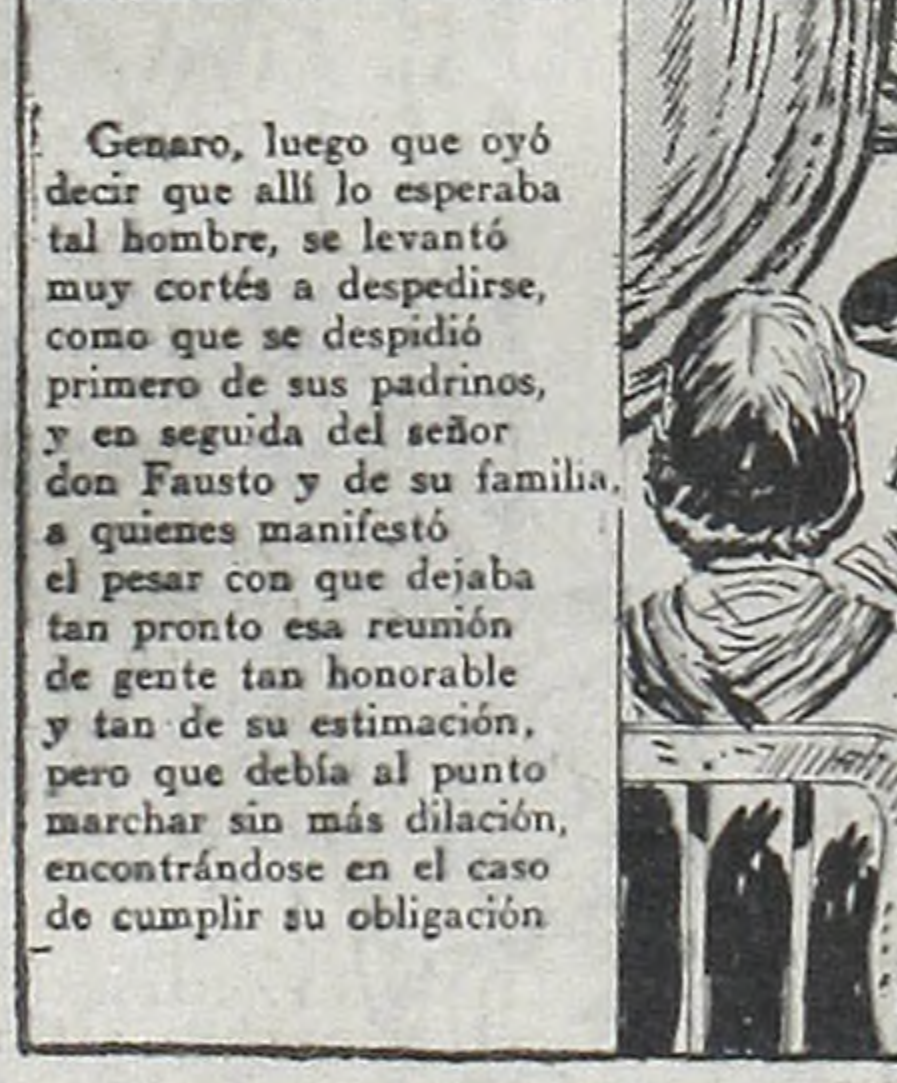 Genaro, luego que oyó
decir que allí lo esperaba
tal hombre, se levantó
muy cortés a despedirse,
como que se despidió
primero de sus padrinos,
y en seguida del señor
don Fausto y de su familia,
a quienes manifestó
el pesar con que dejaba
tan pronto esa reunión
de gente tan honorable
y tan de su estimación,
pero que debía al punto
marchar sin más dilación,
encontrándose en el caso
de cumplir su obligación